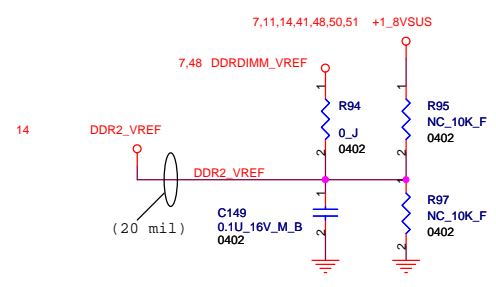 7,11,14,41,48,50,51 +1_8VSUS
7,48 DDRDIMM_VREF
1
1
R94
R95
0_J
NC_10K_F
14 DDR2_VREF
2
0402
2
0402
DDR2_VREF
1
1
R97
C149
NC_10K_F
(20 mil)
0.1U_16V_M_B
0402
2
0402
2